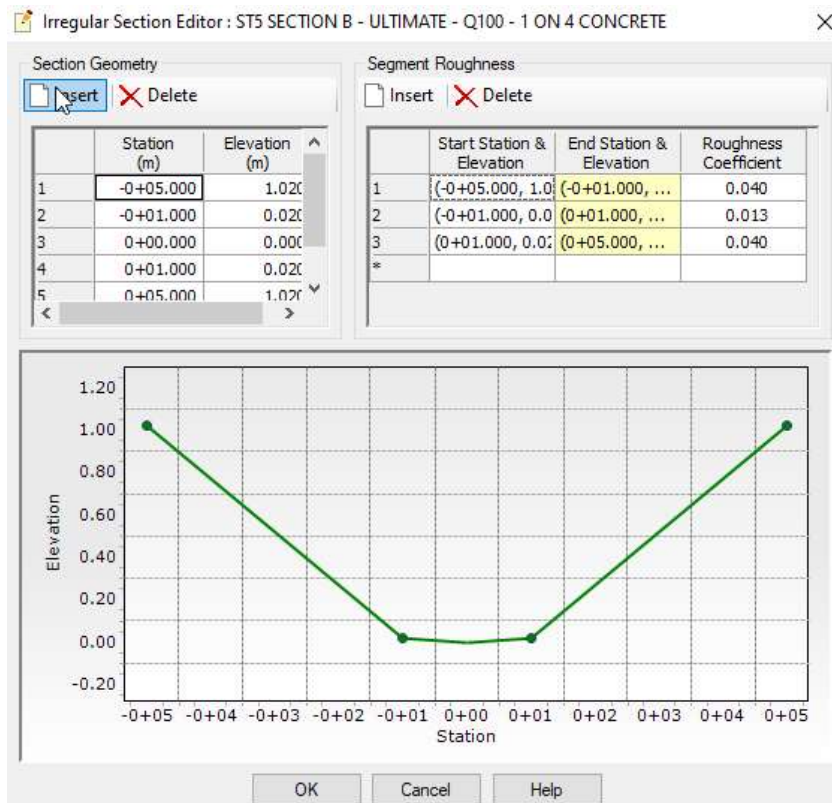 Irregular Section Editor : ST5 SECTION B - ULTIMATE - Q100 - 1 ON 4 CONCRETE
Section Geometry
Insert Delete
Station (m) Elevation (m)
1 -0+05.000 1.020
2 -0+01.000 0.020
3 0+00.000 0.000
4 0+01.000 0.020
5 0+05.000 1.020
Segment Roughness
Insert Delete
Start Station & Elevation End Station & Elevation Roughness Coefficient
1 (-0+05.000, 1.0 (-0+01.000, ... 0.040
2 (-0+01.000, 0.0 (0+01.000, ... 0.013
3 (0+01.000, 0.02 (0+05.000, ... 0.040
*
1.20
1.00
0.80
0.60
0.40
0.20
0.00
-0.20
Elevation
-0+05 -0+04 -0+03 -0+02 -0+01 0+00 0+01 0+02 0+03 0+04 0+05
Station
OK Cancel Help